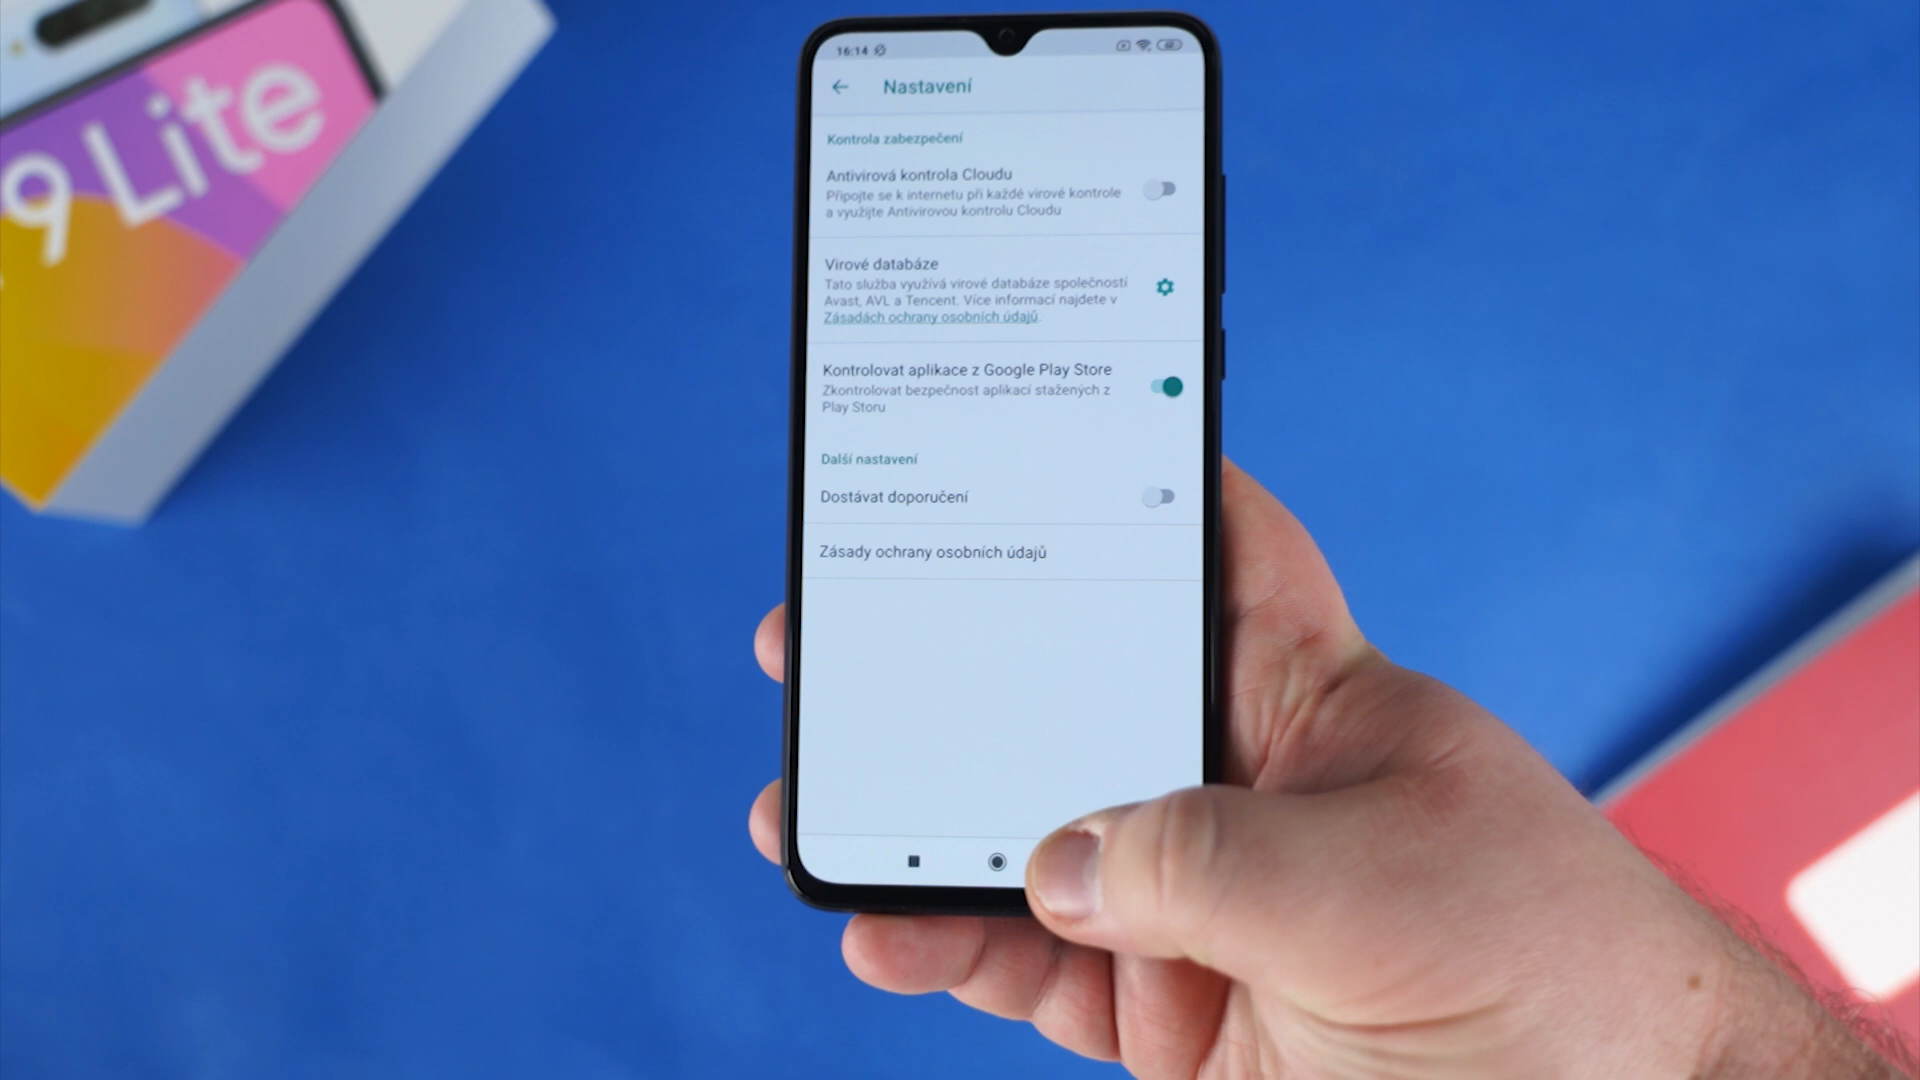 9 Lite
16:14
Nastavení
Kontrola zabezpečení
Antivirová kontrola Cloudu
Připojte se k internetu při každé virové kontrole
a využijte Antivirovou kontrolu Cloudu
Virové databáze
Tato služba využívá virové databáze společností
Avast, AVL a Tencent. Více informací najdete v
Zásadách ochrany osobních údajů.
Kontrolovat aplikace z Google Play Store
Zkontrolovat bezpečnost aplikací stažených z
Play Storu
Další nastavení
Dostávat doporučení
Zásady ochrany osobních údajů